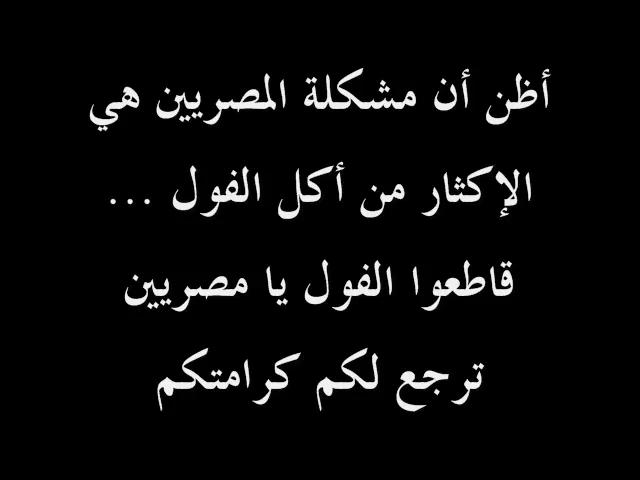 أظن أن مشكلة المصريين هي
الإكثار من أكل الفول ...
قاطعوا الفول يا مصريين
ترجع لكم كرامتكم